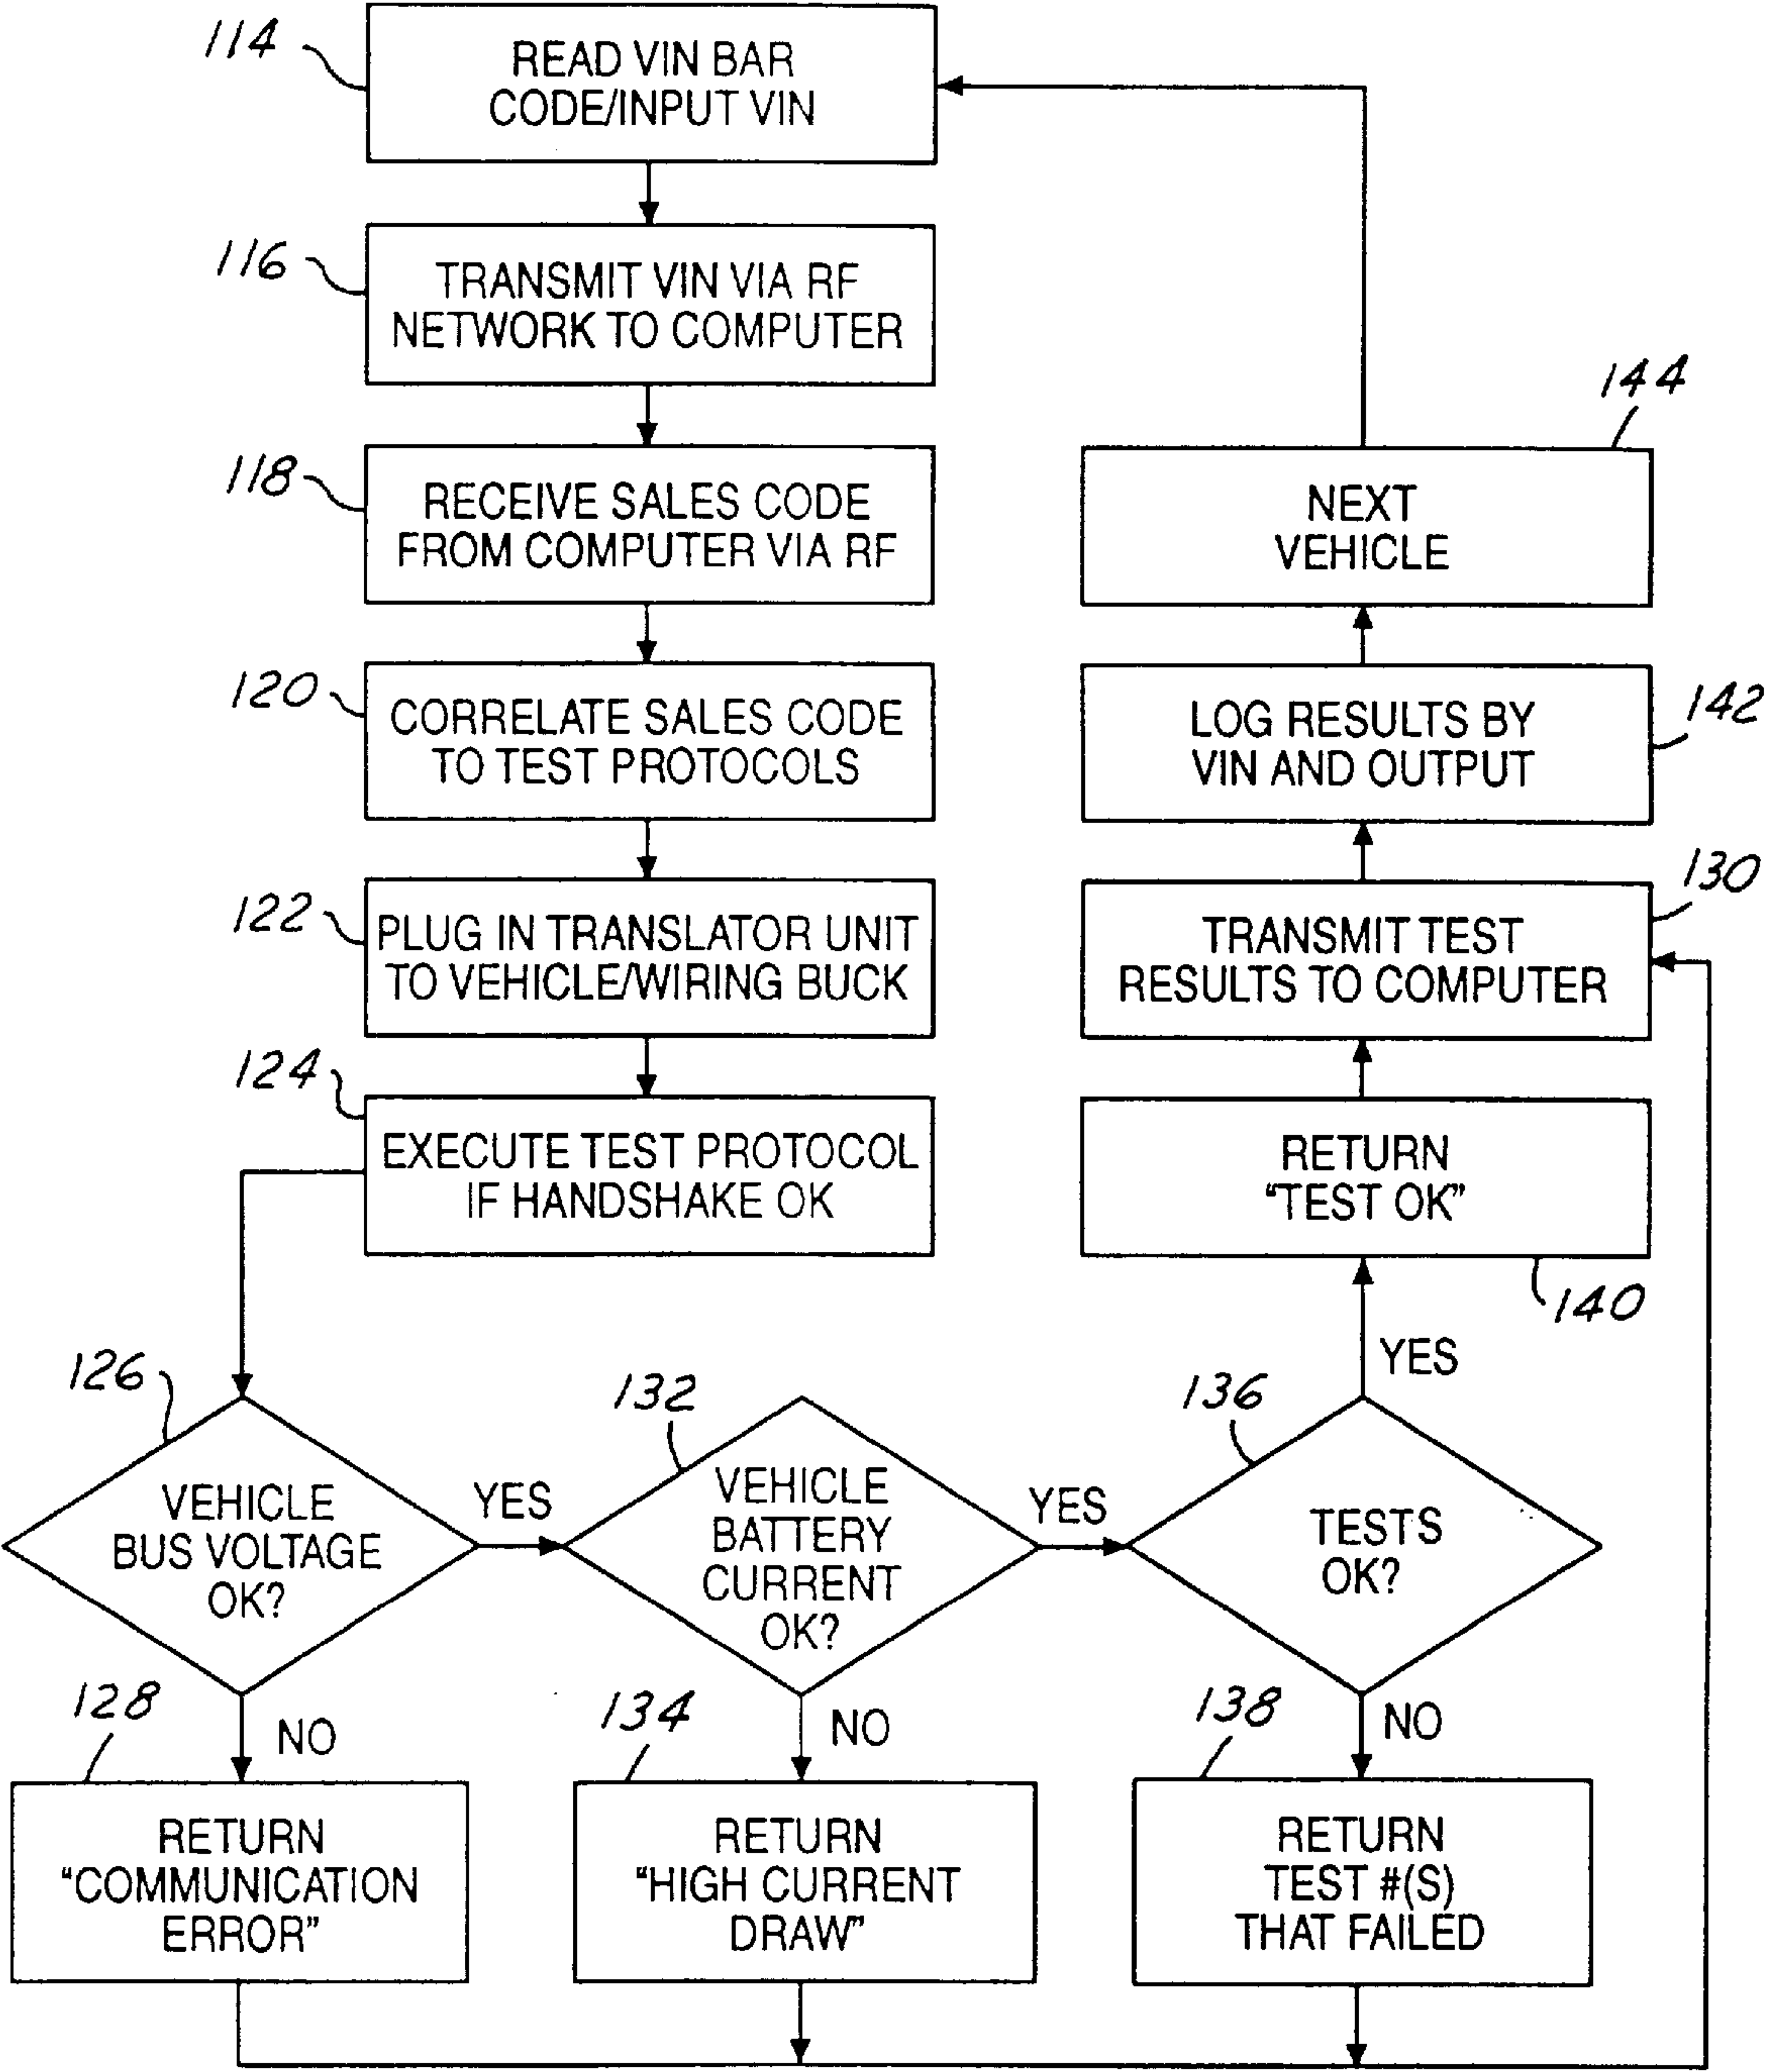 114
READ VIN BAR
CODE/INPUT VIN
116
TRANSMIT VIN VIA RF
NETWORK TO COMPUTER
118
RECEIVE SALES CODE
FROM COMPUTER VIA RF
120
CORRELATE SALES CODE
TO TEST PROTOCOLS
122
PLUG IN TRANSLATOR UNIT
TO VEHICLE/WIRING BUCK
124
EXECUTE TEST PROTOCOL
IF HANDSHAKE OK
126
VEHICLE
BUS VOLTAGE
OK?
YES
NO
128
RETURN
“COMMUNICATION
ERROR”
132
VEHICLE
BATTERY
CURRENT
OK?
YES
NO
134
RETURN
“HIGH CURRENT
DRAW”
136
TESTS
OK?
YES
NO
138
RETURN
TEST #(S)
THAT FAILED
140
RETURN
“TEST OK”
130
TRANSMIT TEST
RESULTS TO COMPUTER
142
LOG RESULTS BY
VIN AND OUTPUT
144
NEXT
VEHICLE